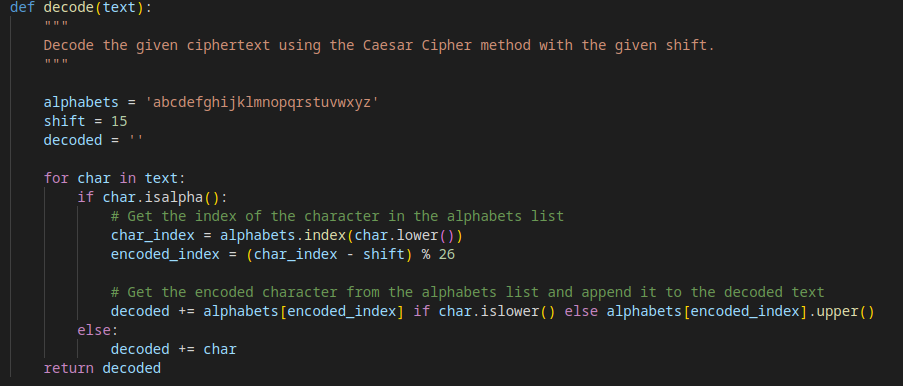 def decode(text):
    """
    Decode the given ciphertext using the Caesar Cipher method with the given shift.
    """

    alphabets = 'abcdefghijklmnopqrstuvwxyz'
    shift = 15
    decoded = ''

    for char in text:
        if char.isalpha():
            # Get the index of the character in the alphabets list
            char_index = alphabets.index(char.lower())
            encoded_index = (char_index - shift) % 26

            # Get the encoded character from the alphabets list and append it to the decoded text
            decoded += alphabets[encoded_index] if char.islower() else alphabets[encoded_index].upper()
        else:
            decoded += char
    return decoded